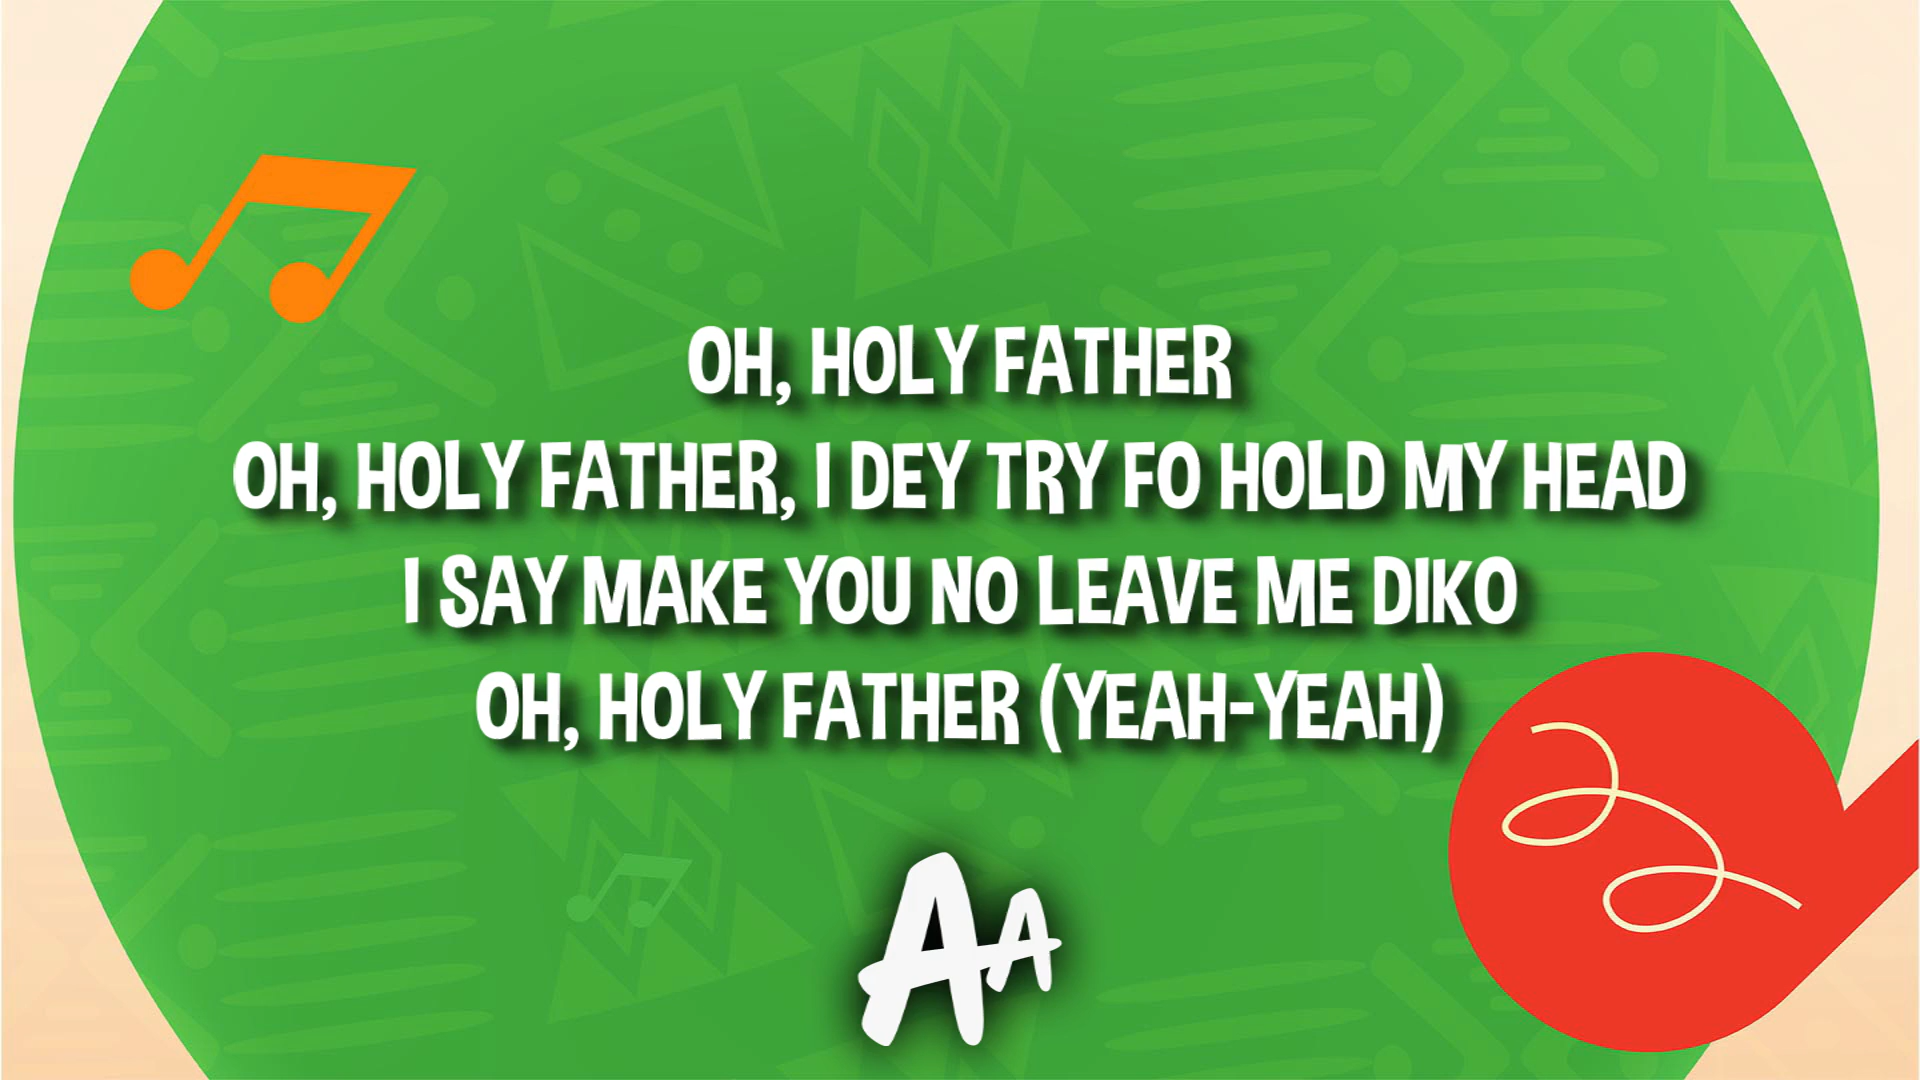 OH, HOLY FATHER
OH, HOLY FATHER, I DEY TRY FO HOLD MY HEAD
I SAY MAKE YOU NO LEAVE ME DIKO
OH, HOLY FATHER (YEAH-YEAH)
AA